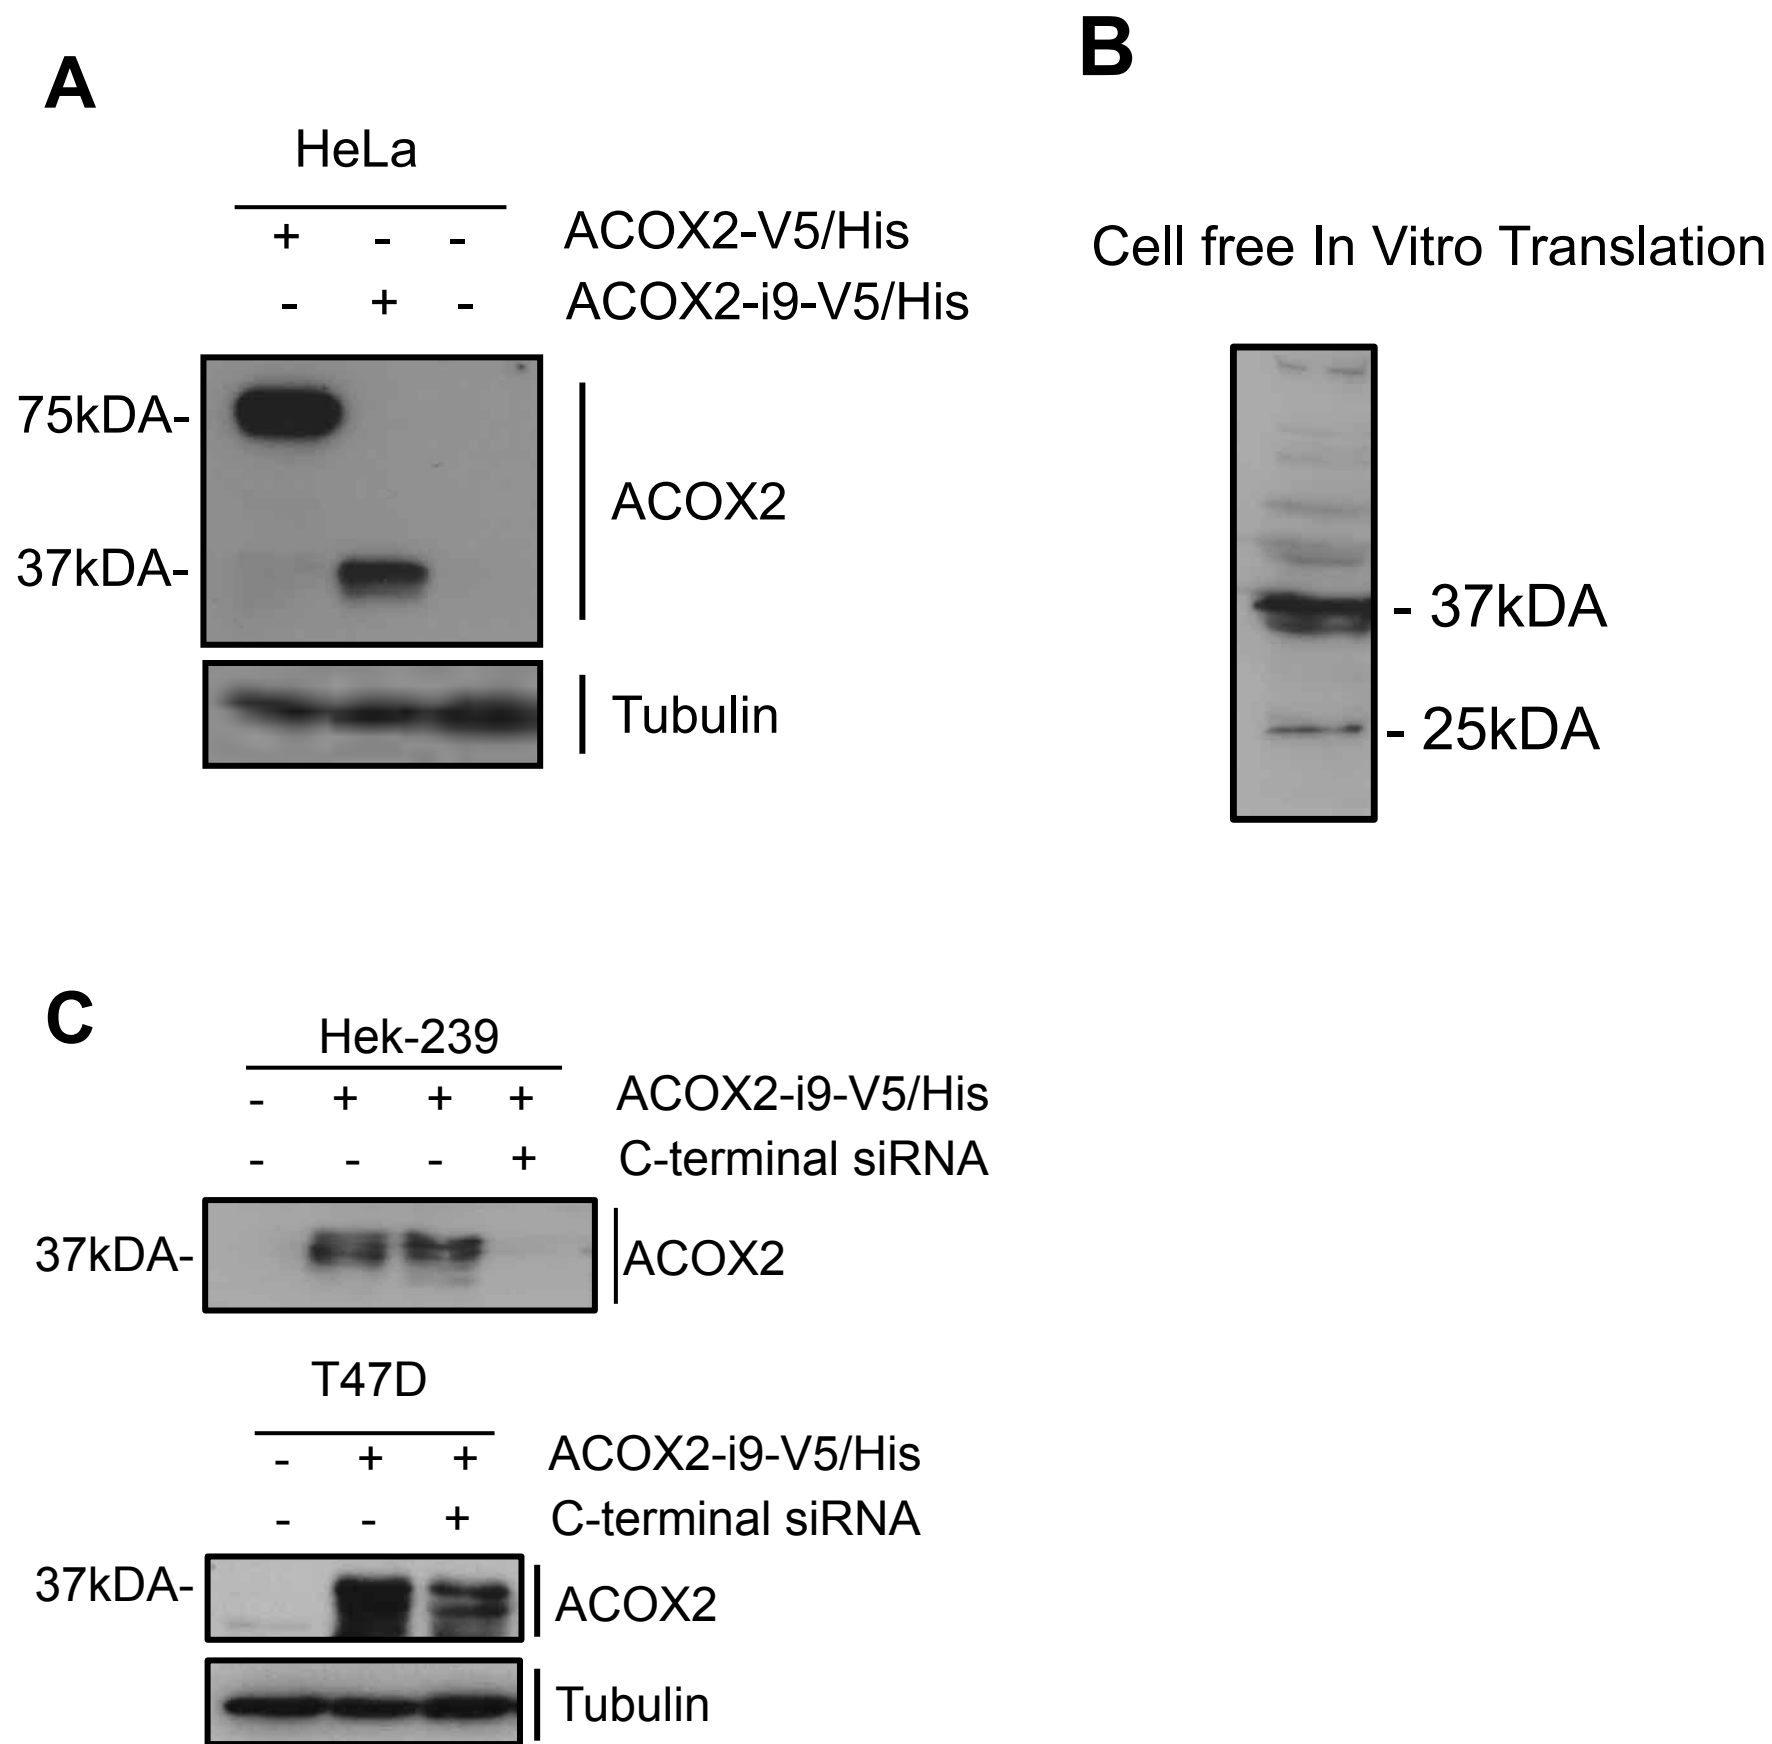 A
HeLa
+ - - ACOX2-V5/His
- + - ACOX2-i9-V5/His
75kDA-
37kDA-
ACOX2
Tubulin
B
Cell free In Vitro Translation
- 37kDA
- 25kDA
C
Hek-239
- + + + ACOX2-i9-V5/His
- - - + C-terminal siRNA
37kDA-
ACOX2
T47D
- + + ACOX2-i9-V5/His
- - + C-terminal siRNA
37kDA-
ACOX2
Tubulin